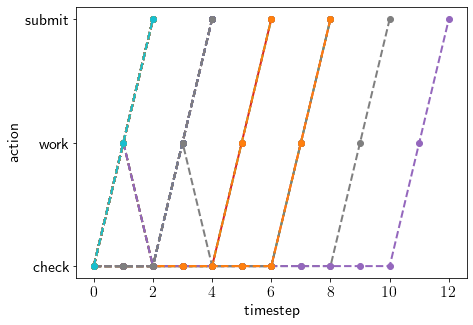 submit
work
check
action
0 2 4 6 8 10 12
timestep